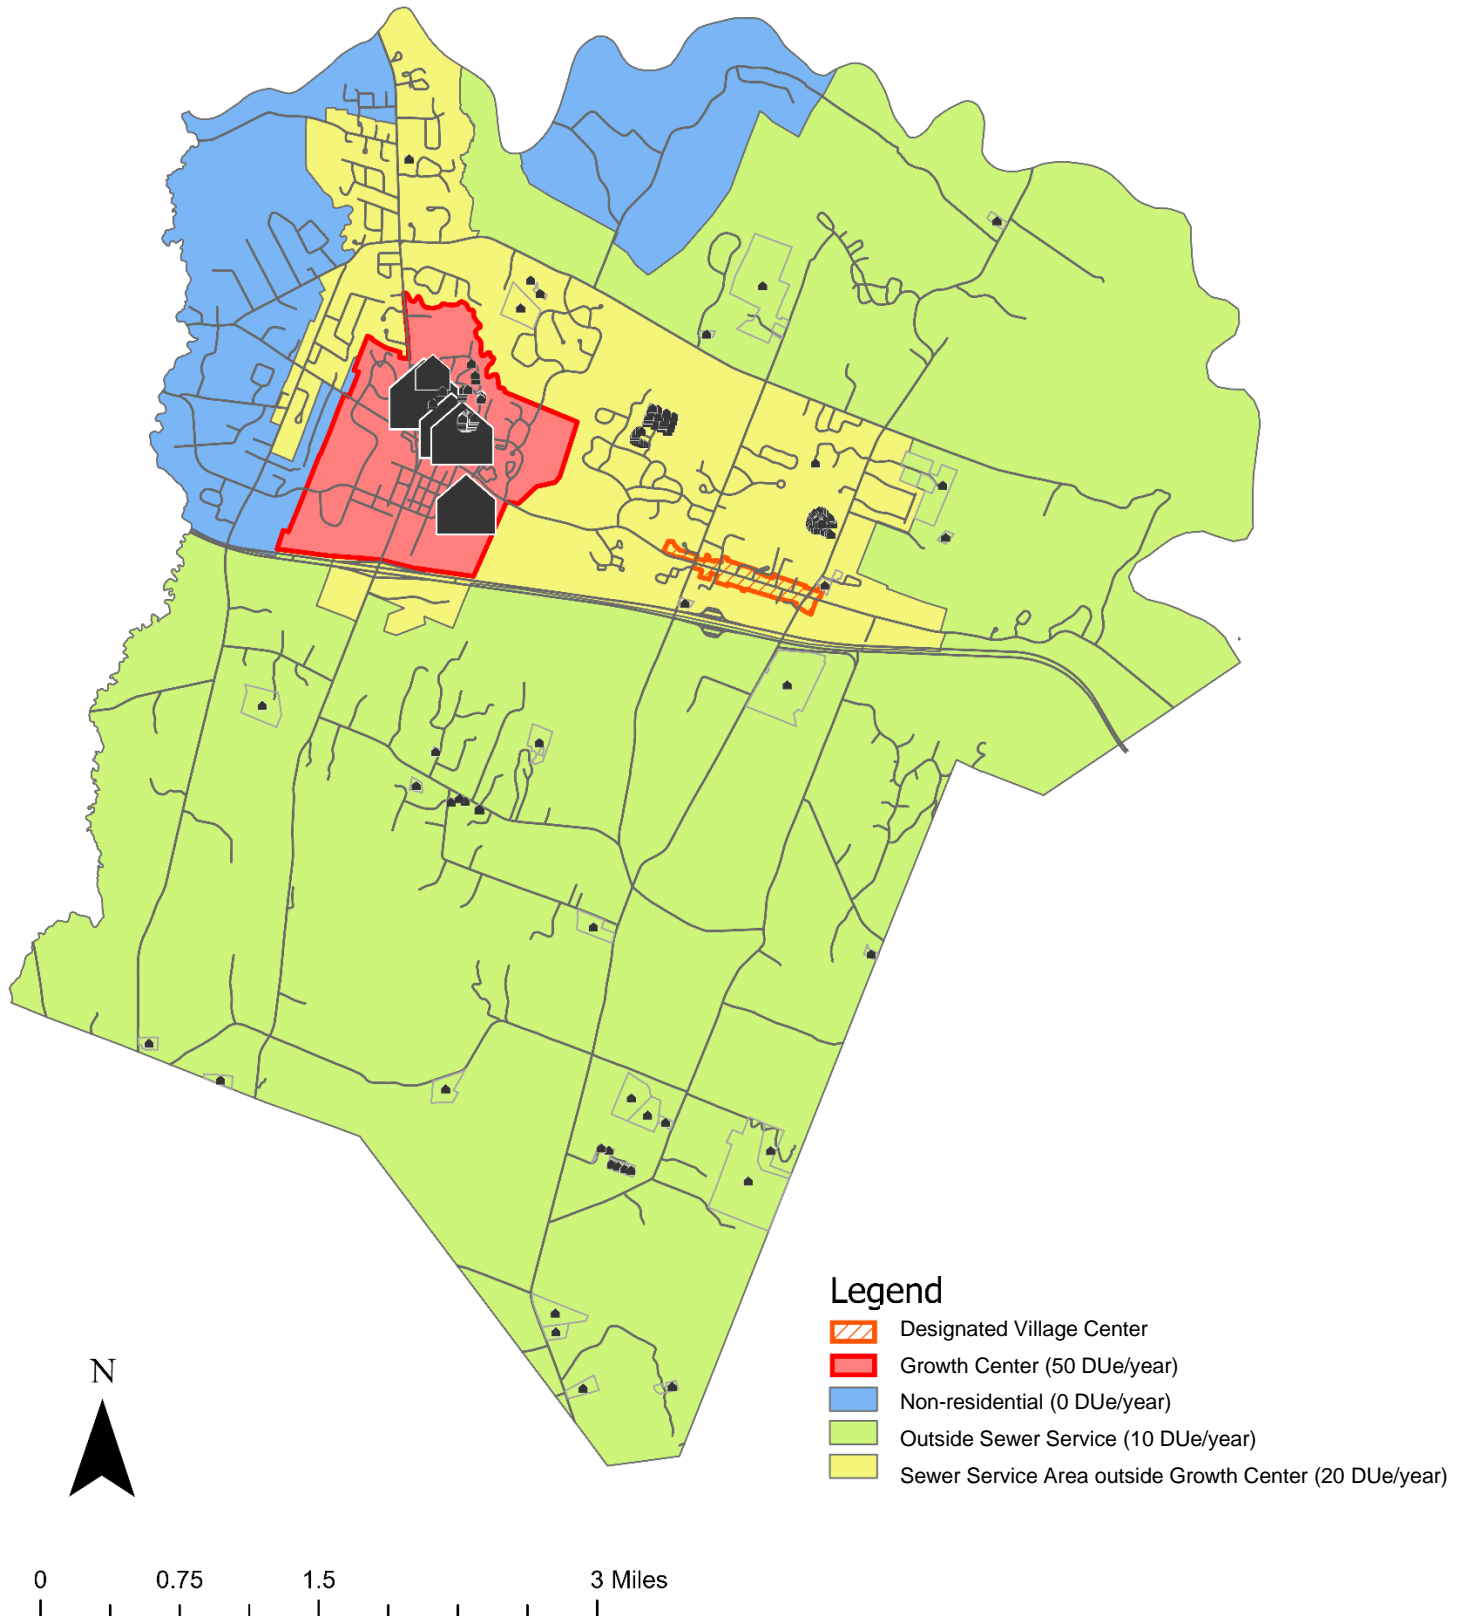 Legend
Designated Village Center
Growth Center (50 DUe/year)
Non-residential (0 DUe/year)
Outside Sewer Service (10 DUe/year)
Sewer Service Area outside Growth Center (20 DUe/year)
N
0 0.75 1.5 3 Miles